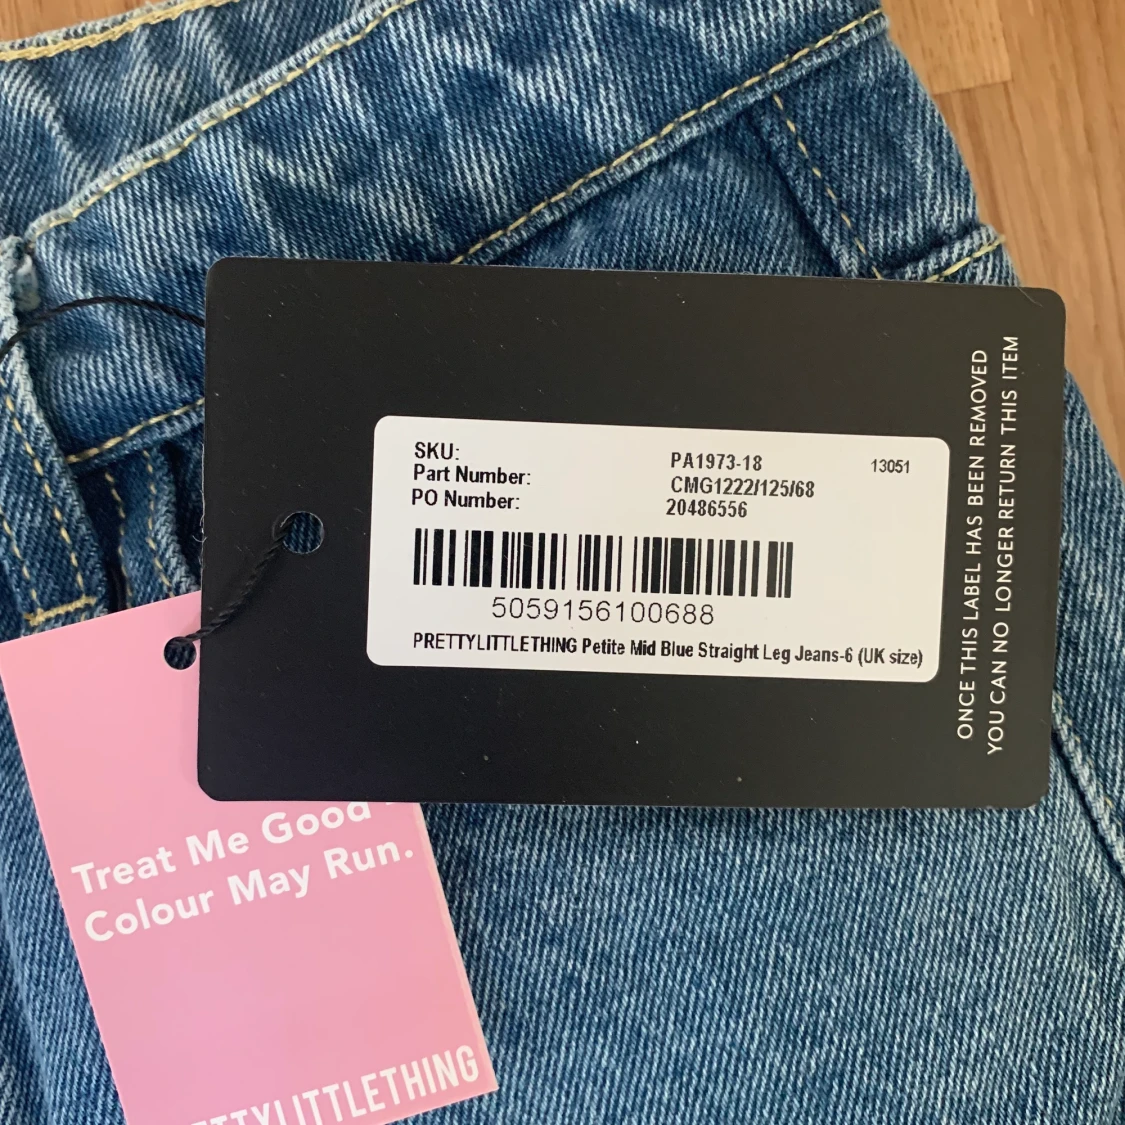 SKU: PA1973-18 13051
Part Number: CMG1222/125/68
PO Number: 20486556
5059156100688
PRETTYLITTLETHING Petite Mid Blue Straight Leg Jeans-6 (UK size)
ONCE THIS LABEL HAS BEEN REMOVED
YOU CAN NO LONGER RETURN THIS ITEM
Treat Me Good -
Colour May Run.
TTYLITTLETHING